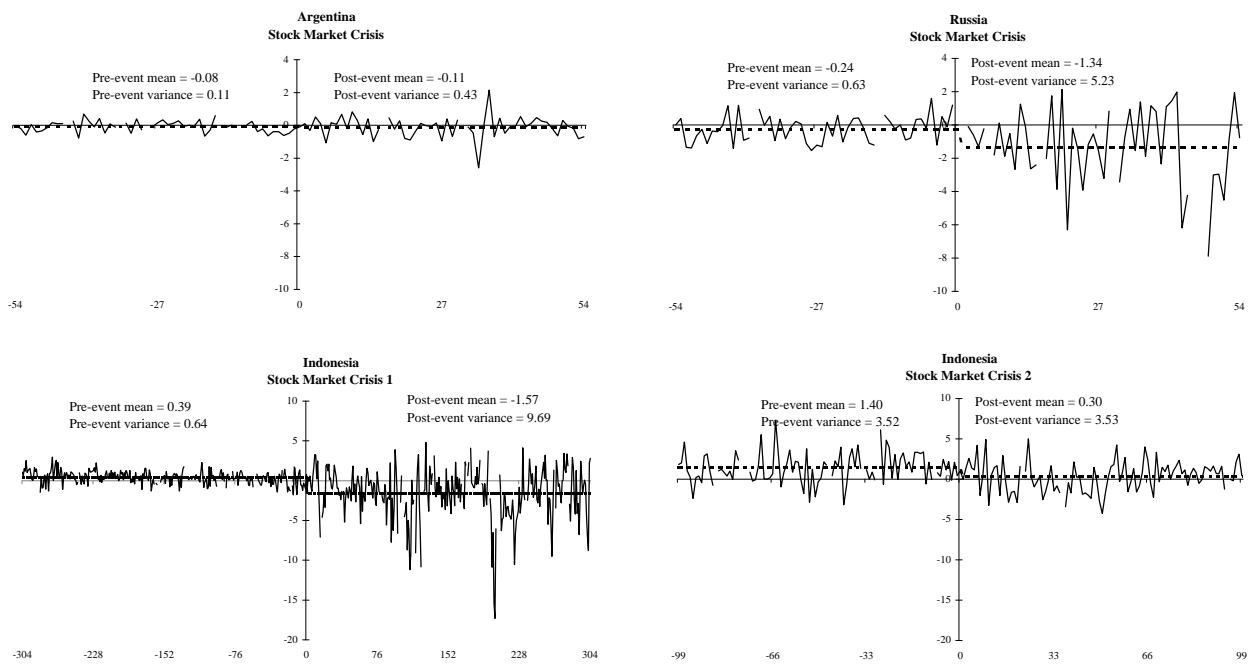 Argentina
Stock Market Crisis
Pre-event mean = -0.08
Pre-event variance = 0.11
Post-event mean = -0.11
Post-event variance = 0.43
4
2
0
-2
-4
-6
-8
-10
-54
-27
0
27
54
Russia
Stock Market Crisis
Pre-event mean = -0.24
Pre-event variance = 0.63
Post-event mean = -1.34
Post-event variance = 5.23
4
2
0
-2
-4
-6
-8
-10
-54
-27
0
27
54
Indonesia
Stock Market Crisis 1
Pre-event mean = 0.39
Pre-event variance = 0.64
Post-event mean = -1.57
Post-event variance = 9.69
10
5
0
-5
-10
-15
-20
-304
-228
-152
-76
0
76
152
228
304
Indonesia
Stock Market Crisis 2
Pre-event mean = 1.40
Pre-event variance = 3.52
Post-event mean = 0.30
Post-event variance = 3.53
10
5
0
-5
-10
-15
-20
-99
-66
-33
0
33
66
99